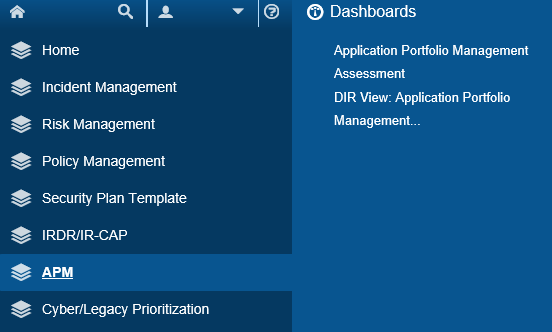 Home
Incident Management
Risk Management
Policy Management
Security Plan Template
IRDR/IR-CAP
APM
Cyber/Legacy Prioritization
Dashboards
Application Portfolio Management
Assessment
DIR View: Application Portfolio
Management...